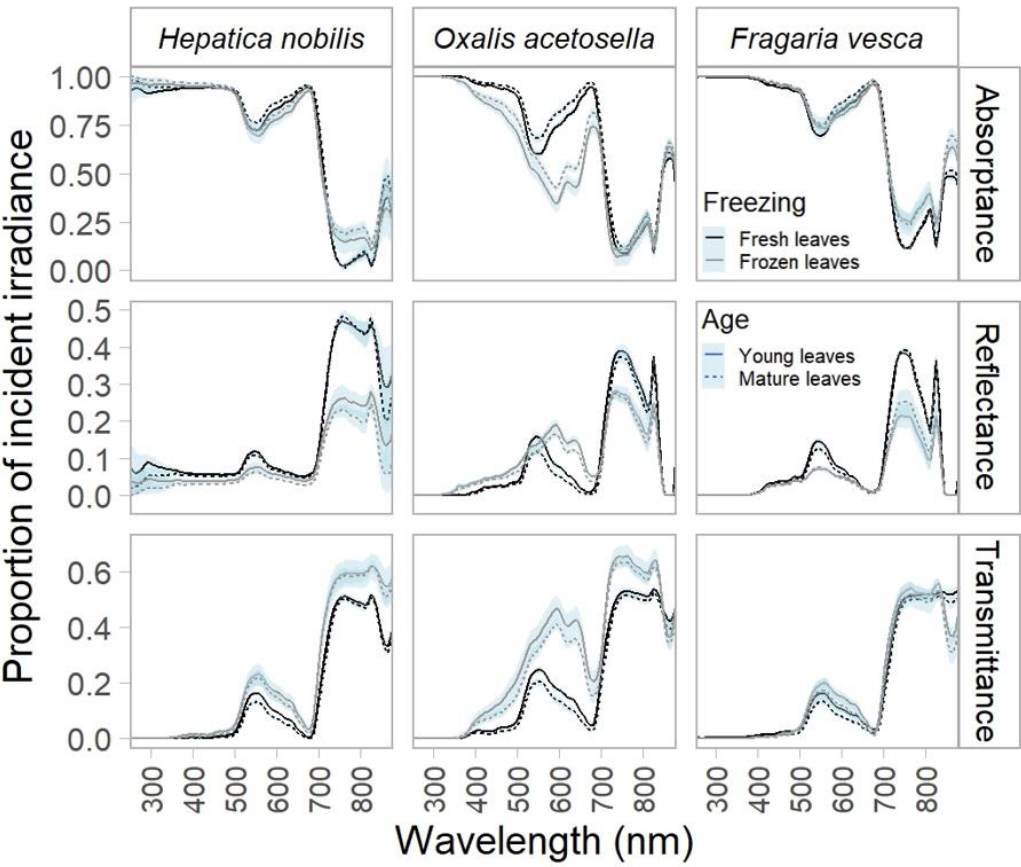 Hepatica nobilis
Oxalis acetosella
Fragaria vesca
Proportion of incident irradiance
1.00
0.75
0.50
0.25
0.00
Freezing
Fresh leaves
Frozen leaves
Absorptance
0.5
0.4
0.3
0.2
0.1
0.0
Age
Young leaves
Mature leaves
Reflectance
0.6
0.4
0.2
0.0
Transmittance
300 400 500 600 700 800
300 400 500 600 700 800
300 400 500 600 700 800
Wavelength (nm)